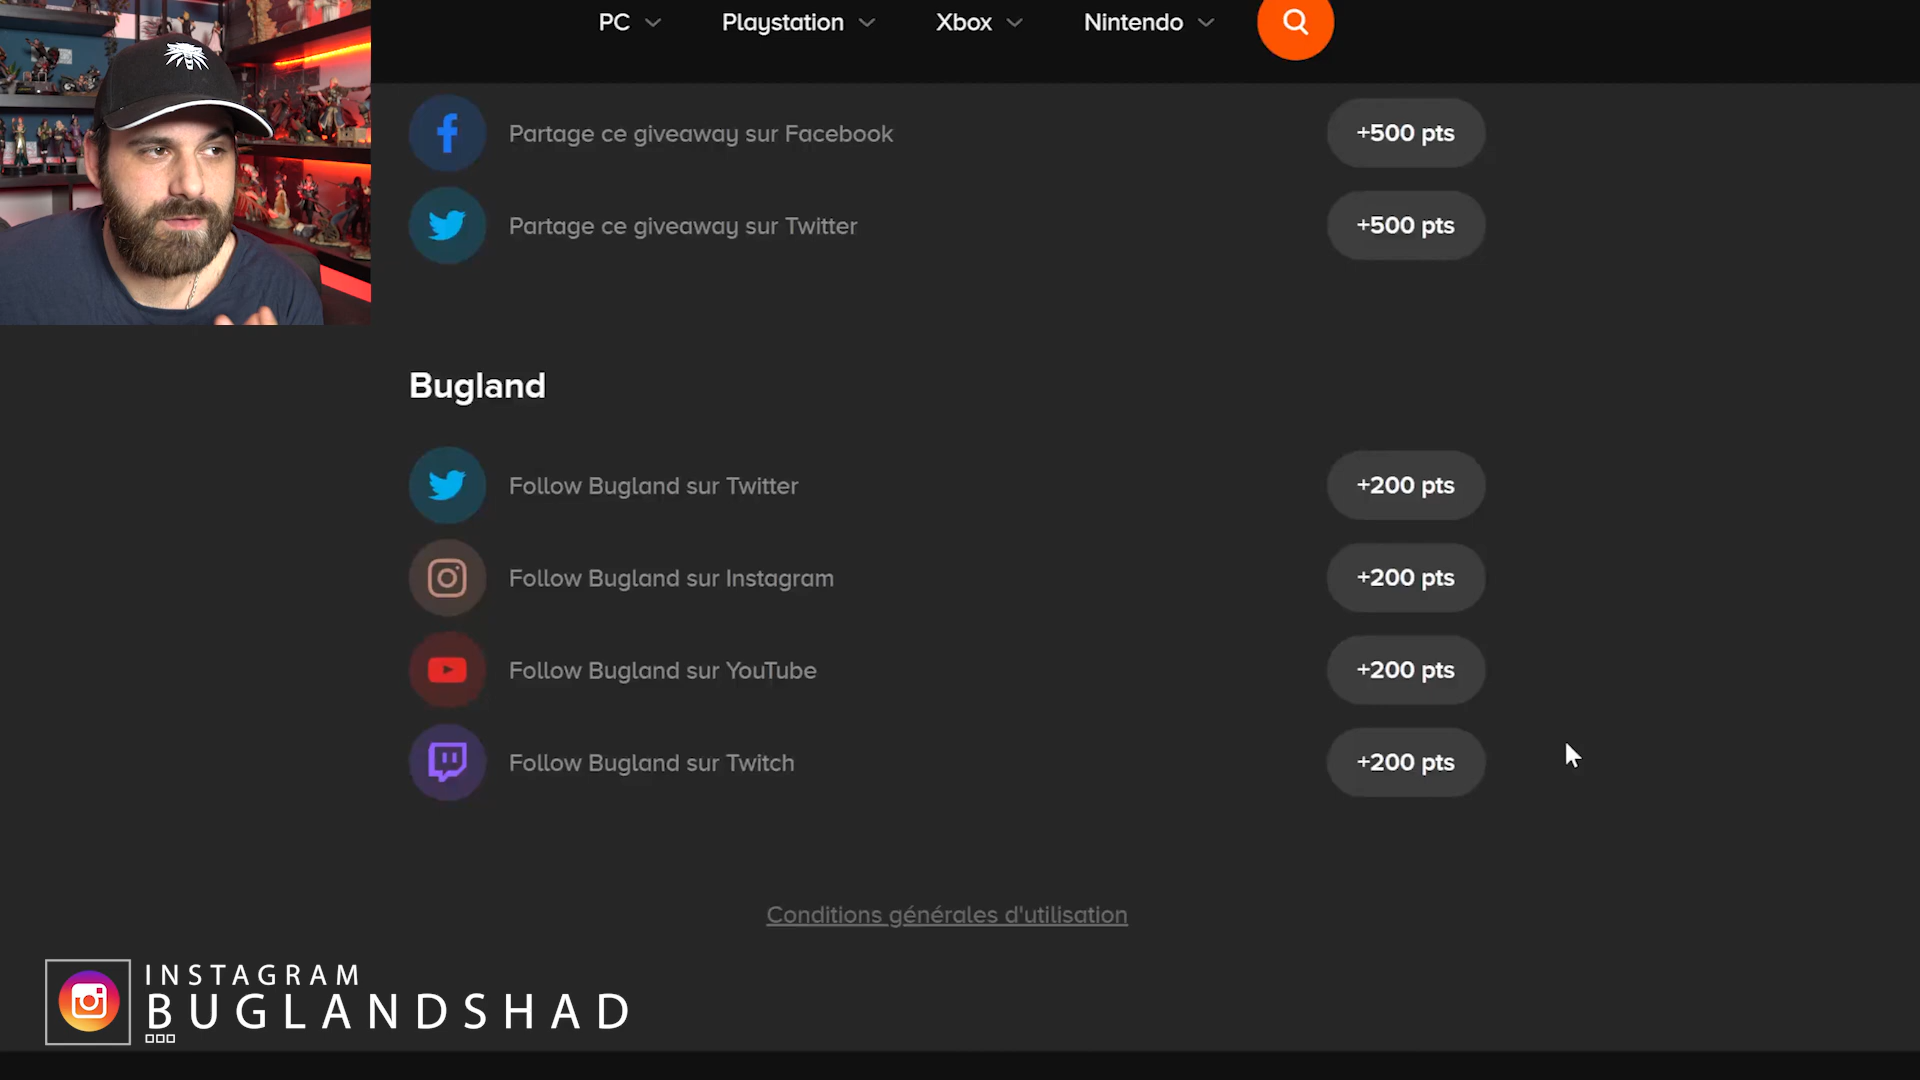 PC
Playstation
Xbox
Nintendo
Partage ce giveaway sur Facebook
+500 pts
Partage ce giveaway sur Twitter
+500 pts
Bugland
Follow Bugland sur Twitter
+200 pts
Follow Bugland sur Instagram
+200 pts
Follow Bugland sur YouTube
+200 pts
Follow Bugland sur Twitch
+200 pts
Conditions générales d'utilisation
INSTAGRAM
BUGLANDSHAD